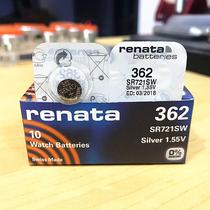 renata
batteries
362
SR721SW
Silver 1.55V
ED: 03/2018
renata
362
SR721SW
Silver 1.55V
10
Watch Batteries
Swiss Made
0%